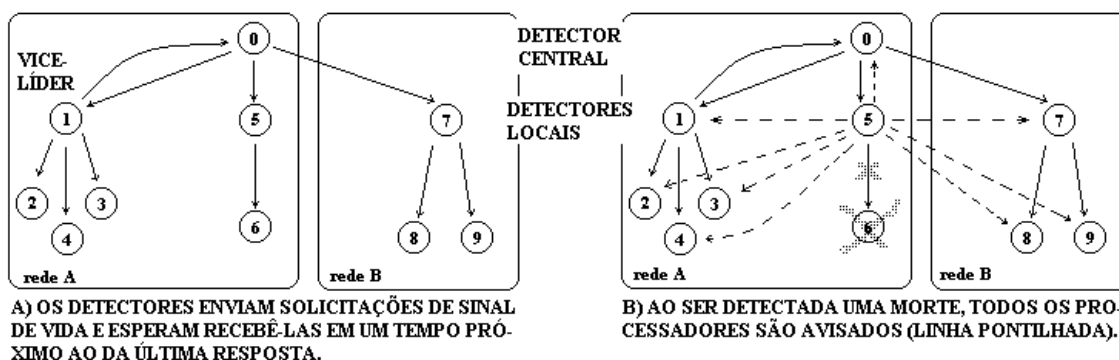 0
VICE-
LÍDER
1
5
7
2
3
4
6
8
9
rede A
rede B
DETECTOR
CENTRAL
DETECTORES
LOCAIS
0
1
5
7
2
3
4
6
8
9
rede A
rede B
A) OS DETECTORES ENVIAM SOLICITAÇÕES DE SINAL
DE VIDA E ESPERAM RECEBÊ-LAS EM UM TEMPO PRÓ-
XIMO AO DA ÚLTIMA RESPOSTA.
B) AO SER DETECTADA UMA MORTE, TODOS OS PRO-
CESSADORES SÃO AVISADOS (LINHA PONTILHADA).